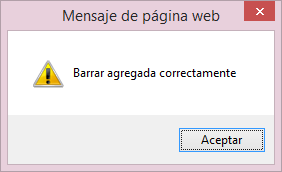 Mensaje de página web
Barrar agregada correctamente
Aceptar